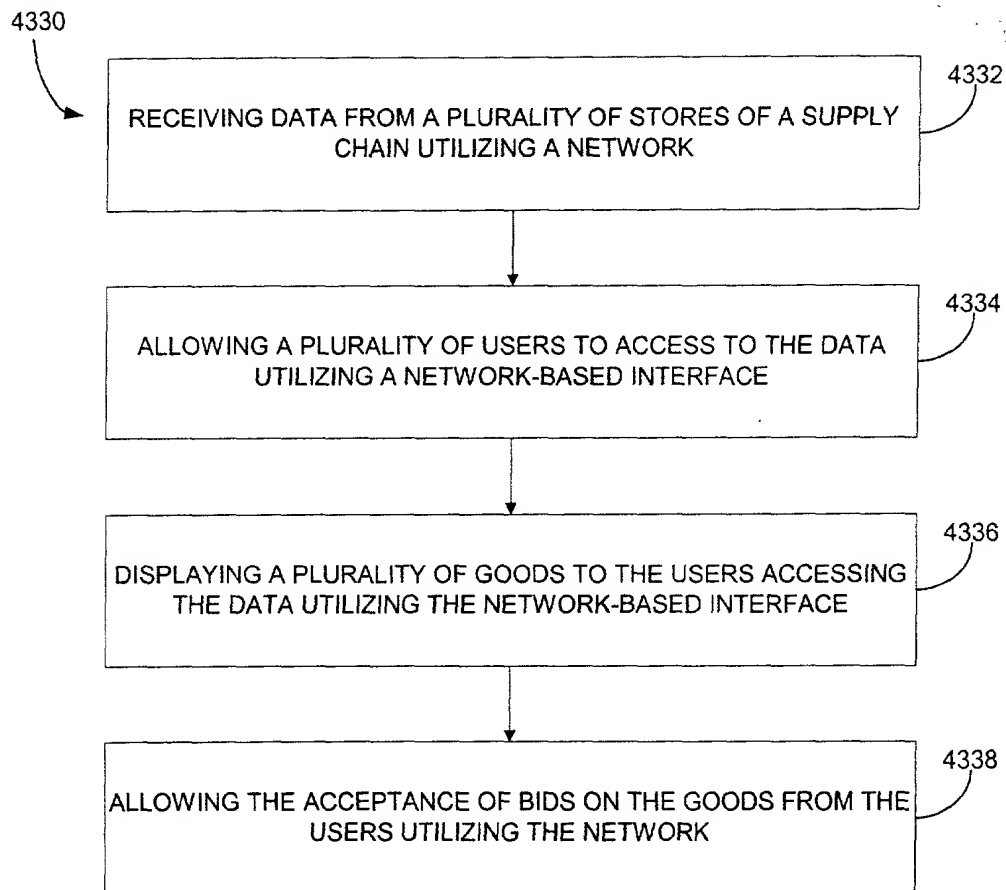 4330
4332
RECEIVING DATA FROM A PLURALITY OF STORES OF A SUPPLY
CHAIN UTILIZING A NETWORK
4334
ALLOWING A PLURALITY OF USERS TO ACCESS TO THE DATA
UTILIZING A NETWORK-BASED INTERFACE
4336
DISPLAYING A PLURALITY OF GOODS TO THE USERS ACCESSING
THE DATA UTILIZING THE NETWORK-BASED INTERFACE
4338
ALLOWING THE ACCEPTANCE OF BIDS ON THE GOODS FROM THE
USERS UTILIZING THE NETWORK